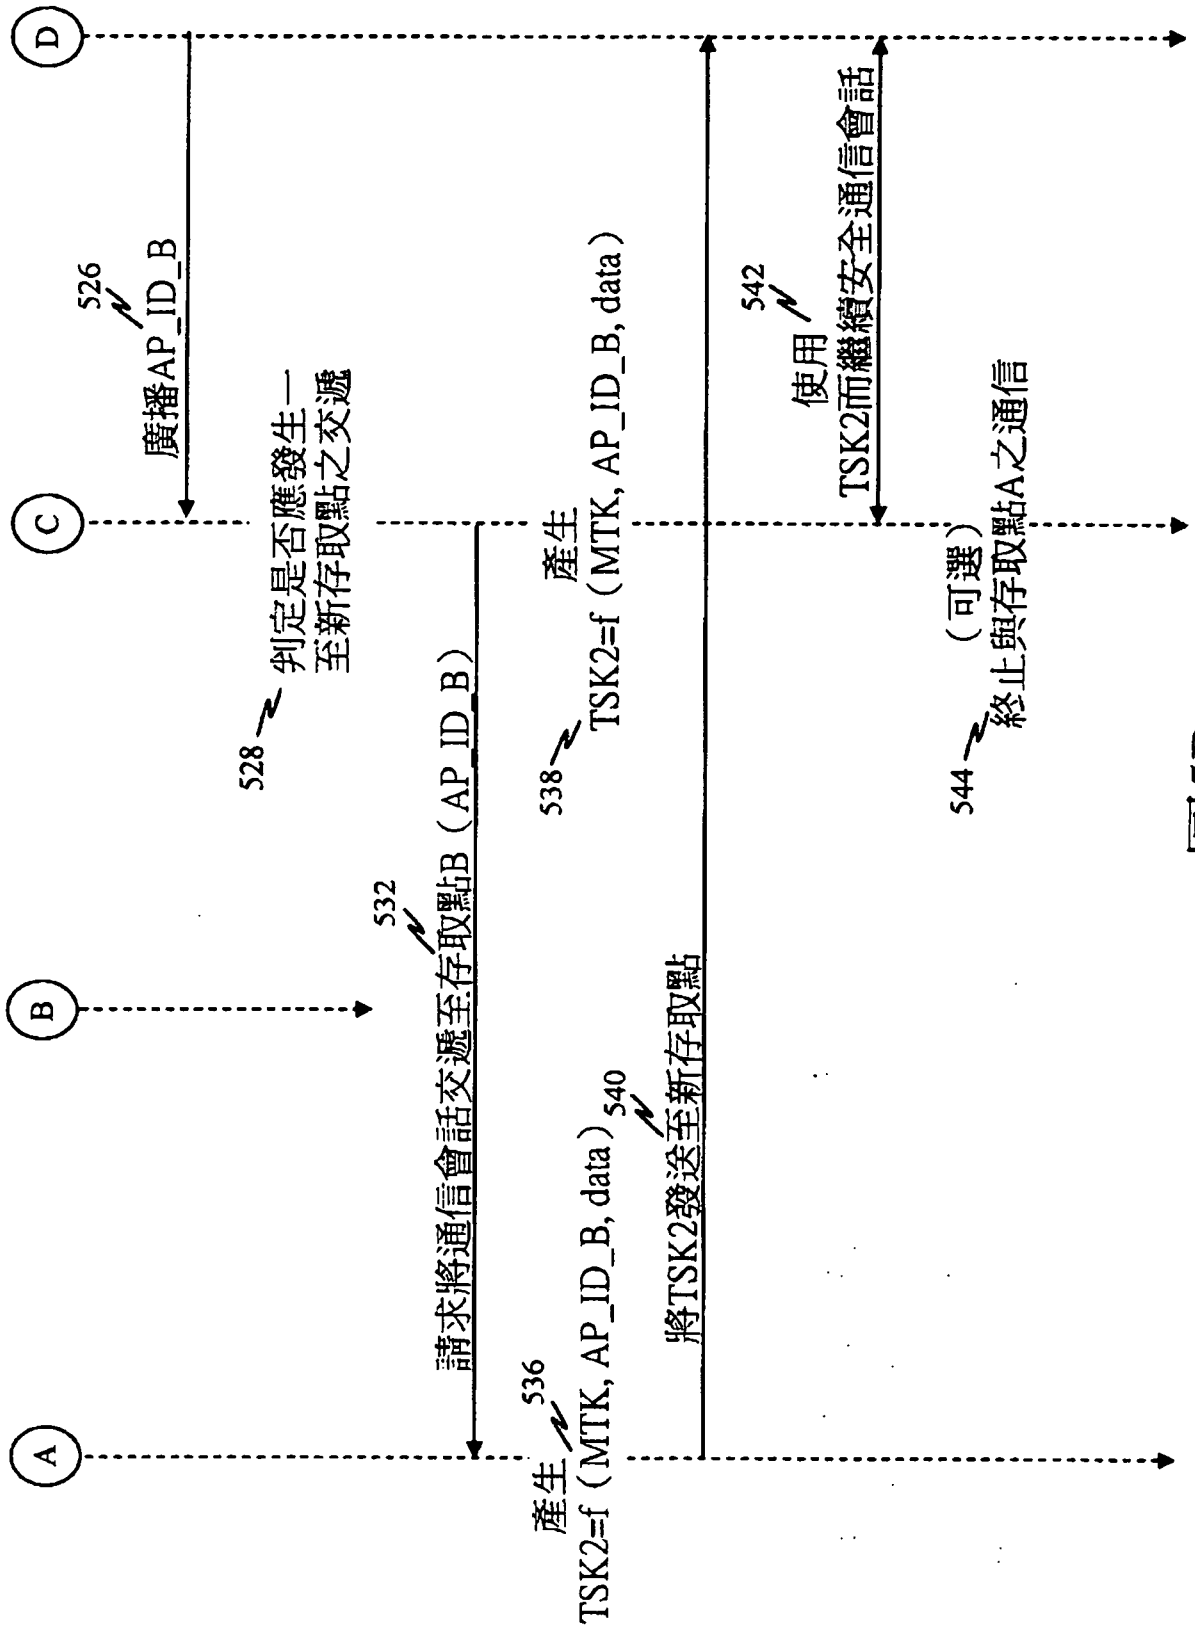 A
B
C
D
526
廣播AP_ID_B
528
判定是否應發生一
至新存取點之交遞
532
請求將通信會話交遞至存取點B（AP_ID_B）
536
產生
TSK2=f（MTK, AP_ID_B, data）
538
產生
TSK2=f（MTK, AP_ID_B, data）
540
將TSK2發送至新存取點
542
使用
TSK2而繼續安全通信會話
544
（可選）
終止與存取點A之通信